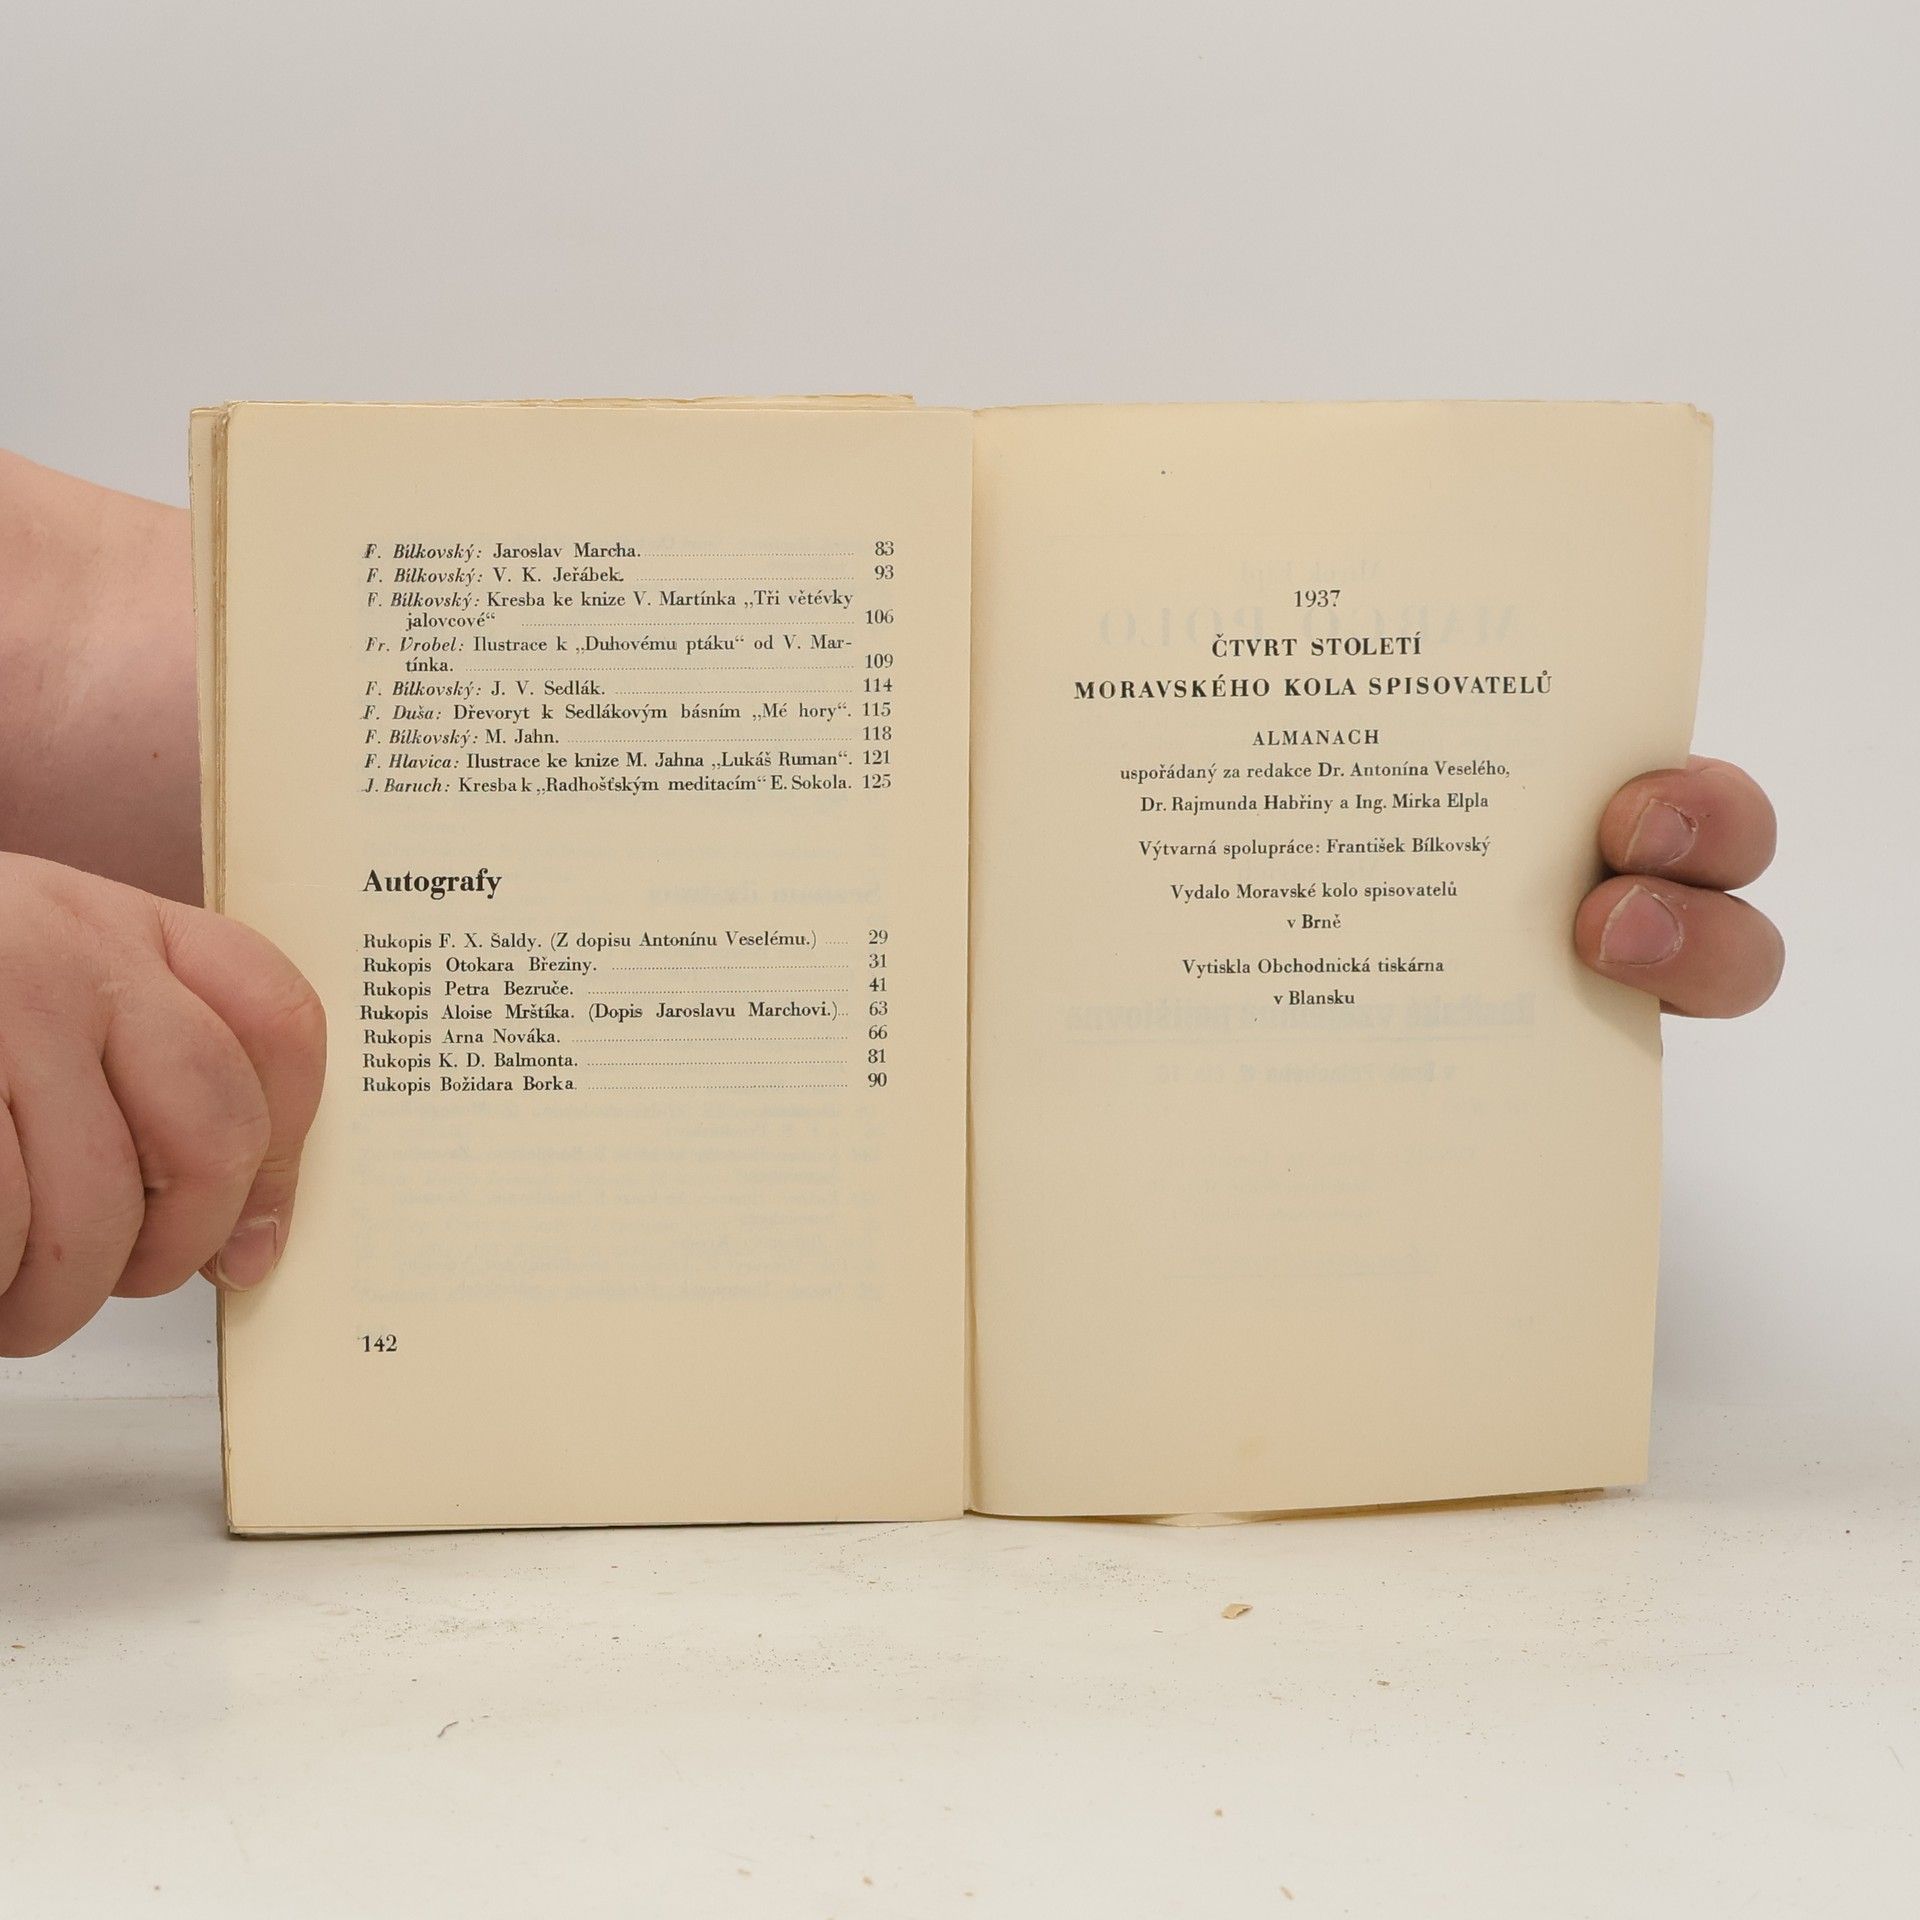 F. Bílkovský: Jaroslav Marcha. 83
F. Bílkovský: V. K. Jeřábek. 93
F. Bílkovský: Kresba ke knize V. Martínka „Tři větévky
jalovcové“ 106
Fr. Vrobel: Ilustrace k „Duhovému ptáku“ od V. Mar-
tínka. 109
F. Bílkovský: J. V. Sedlák. 114
F. Duša: Dřevoryt k Sedlákovým básním „Mé hory“. 115
F. Bílkovský: M. Jahn. 118
F. Hlavica: Ilustrace ke knize M. Jahna „Lukáš Ruman“. 121
J. Baruch: Kresba k „Radhošťským meditacím“ E. Sokola. 125
Autografy
Rukopis F. X. Šaldy. (Z dopisu Antonínu Veselému.) 29
Rukopis Otokara Březiny. 31
Rukopis Petra Bezruče. 41
Rukopis Aloise Mrštíka. (Dopis Jaroslavu Marchovi.) 63
Rukopis Arna Nováka. 66
Rukopis K. D. Balmonta. 81
Rukopis Božidara Borka. 90
142
1937
ČTVRT STOLETÍ
MORAVSKÉHO KOLA SPISOVATELŮ
ALMANACH
uspořádaný za redakce Dr. Antonína Veselého,
Dr. Rajmunda Habřiny a Ing. Mirka Elpla
Výtvarná spolupráce: František Bílkovský
Vydalo Moravské kolo spisovatelů
v Brně
Vytiskla Obchodnická tiskárna
v Blansku